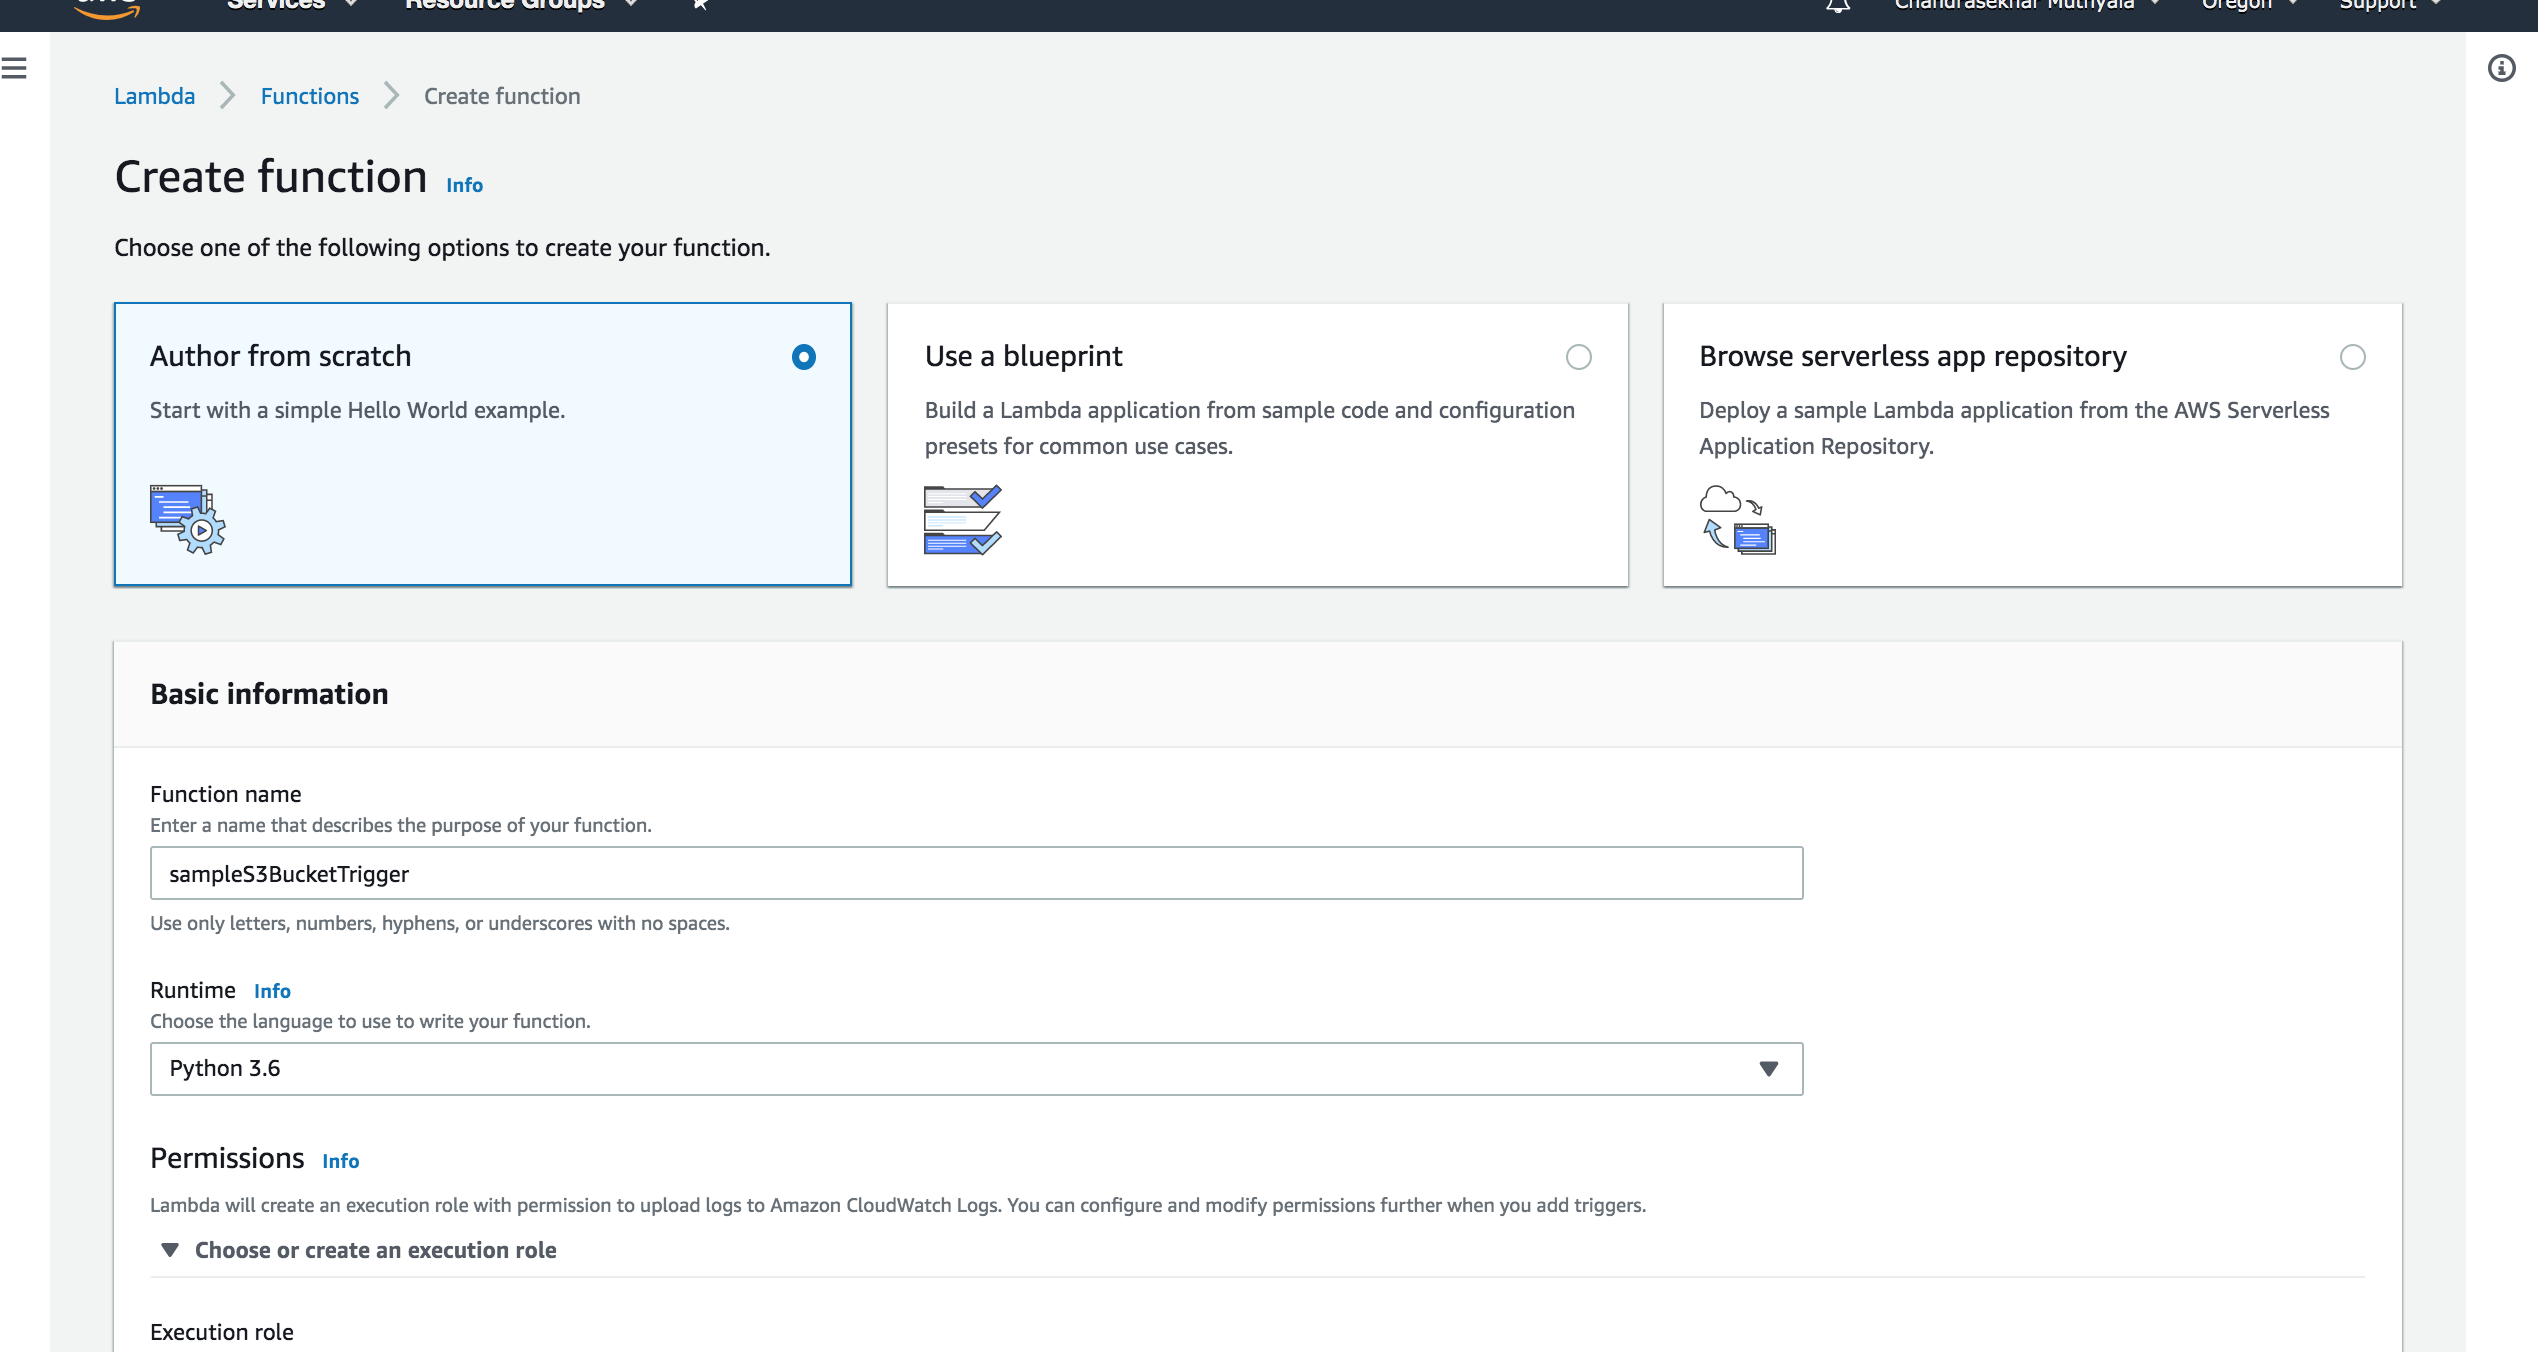 Services Resource Groups Chandrasekhar Muthyala Oregon Support
Lambda Functions Create function
Create function Info
Choose one of the following options to create your function.
Author from scratch
Start with a simple Hello World example.
Use a blueprint
Build a Lambda application from sample code and configuration
presets for common use cases.
Browse serverless app repository
Deploy a sample Lambda application from the AWS Serverless
Application Repository.
Basic information
Function name
Enter a name that describes the purpose of your function.
sampleS3BucketTrigger
Use only letters, numbers, hyphens, or underscores with no spaces.
Runtime Info
Choose the language to use to write your function.
Python 3.6
Permissions Info
Lambda will create an execution role with permission to upload logs to Amazon CloudWatch Logs. You can configure and modify permissions further when you add triggers.
Choose or create an execution role
Execution role